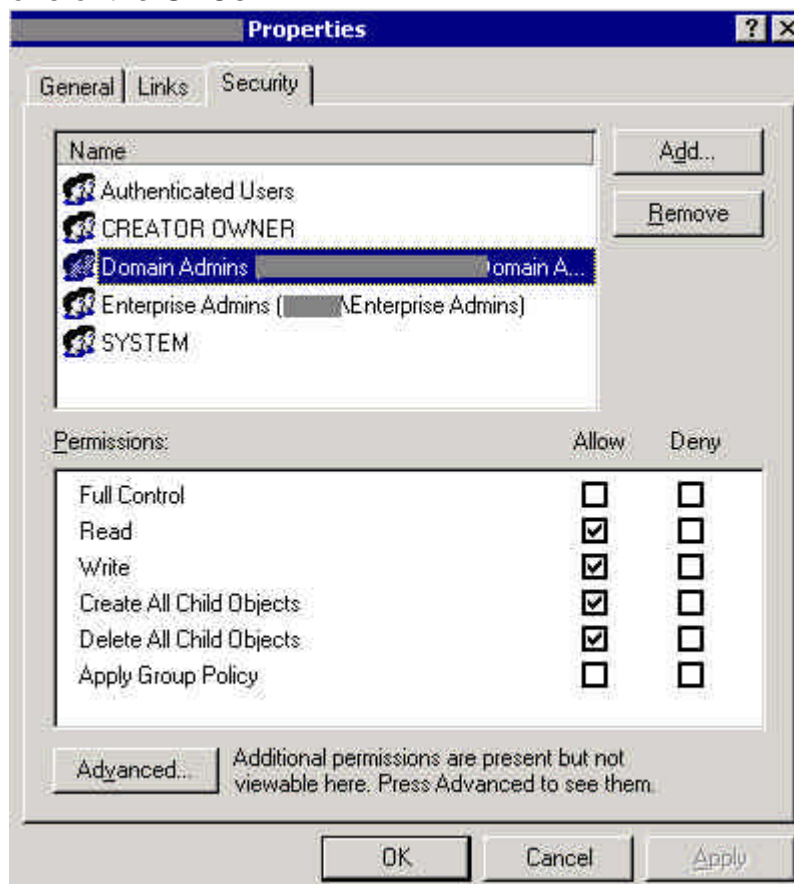 Properties
General Links Security
Name
Add...
Remove
Authenticated Users
CREATOR OWNER
Domain Admins omain A...
Enterprise Admins ( \Enterprise Admins)
SYSTEM
Permissions: Allow Deny
Full Control
Read
Write
Create All Child Objects
Delete All Child Objects
Apply Group Policy
Advanced...
Additional permissions are present but not
viewable here. Press Advanced to see them.
OK Cancel Apply